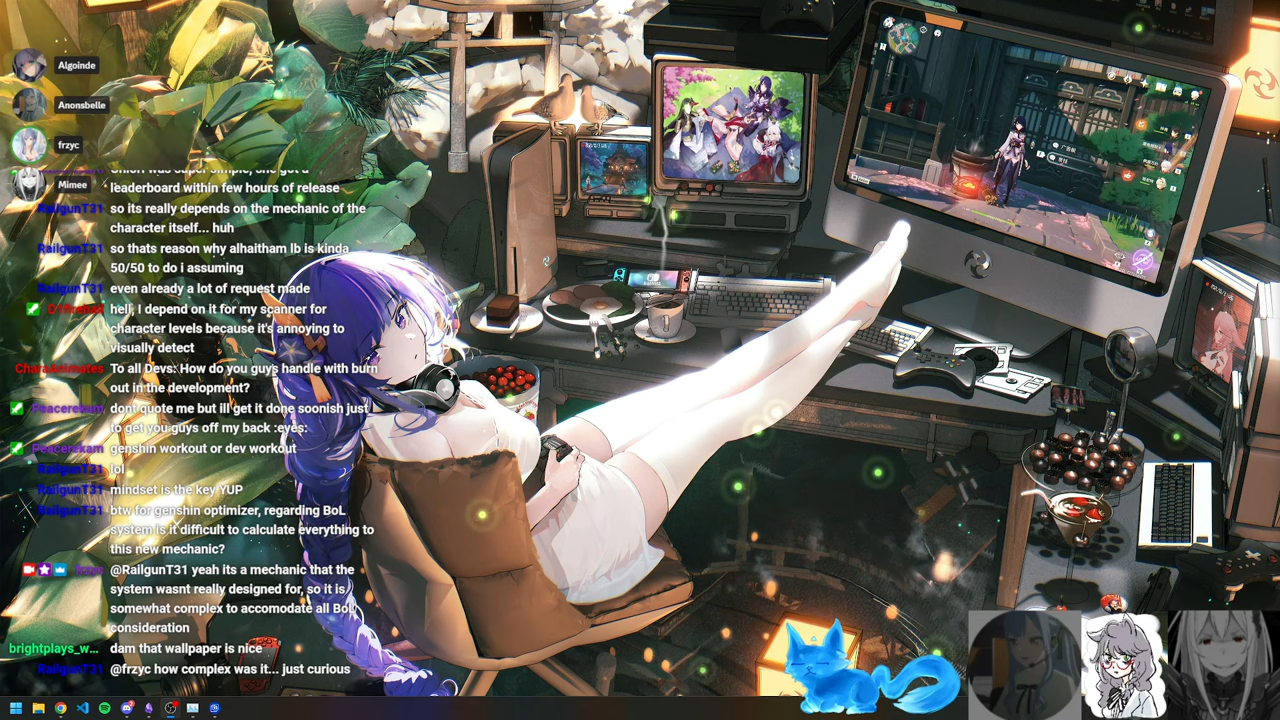 Algoinde
Anonsbelle
frzyc
Mimee
leaderboard within few hours of release
RailgunT31 so its really depends on the mechanic of the
character itself... huh
RailgunT31 so thats reason why alhaitham lb is kinda
50/50 to do i assuming
RailgunT31 even already a lot of request made
hell, I depend on it for my scanner for
character levels because it's annoying to
visually detect
CharaAnimates To all Devs: How do you guys handle with burn
out in the development?
Peacerekam dont quote me but ill get it done soonish just
to get you guys off my back :eyes:
Peacerekam genshin workout or dev workout
RailgunT31 lol
RailgunT31 mindset is the key YUP
RailgunT31 btw for genshin optimizer, regarding BoL
system is it difficult to calculate everything to
this new mechanic?
frzyc @RailgunT31 yeah its a mechanic that the
system wasnt really designed for, so it is
somewhat complex to accomodate all BoL
consideration
brightplays_w... dam that wallpaper is nice
RailgunT31 @frzyc how complex was it... just curious